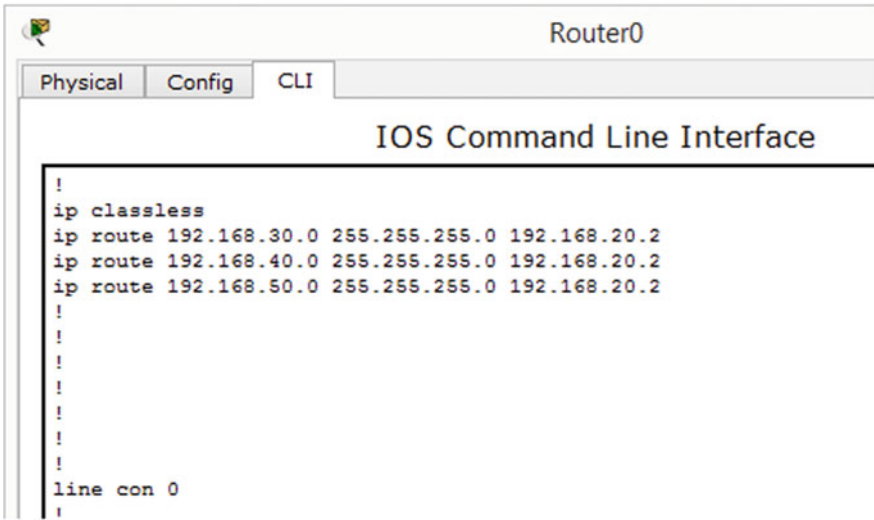 Router0
Physical Config CLI
IOS Command Line Interface
!
ip classless
ip route 192.168.30.0 255.255.255.0 192.168.20.2
ip route 192.168.40.0 255.255.255.0 192.168.20.2
ip route 192.168.50.0 255.255.255.0 192.168.20.2
!
!
!
!
!
!
!
line con 0
!